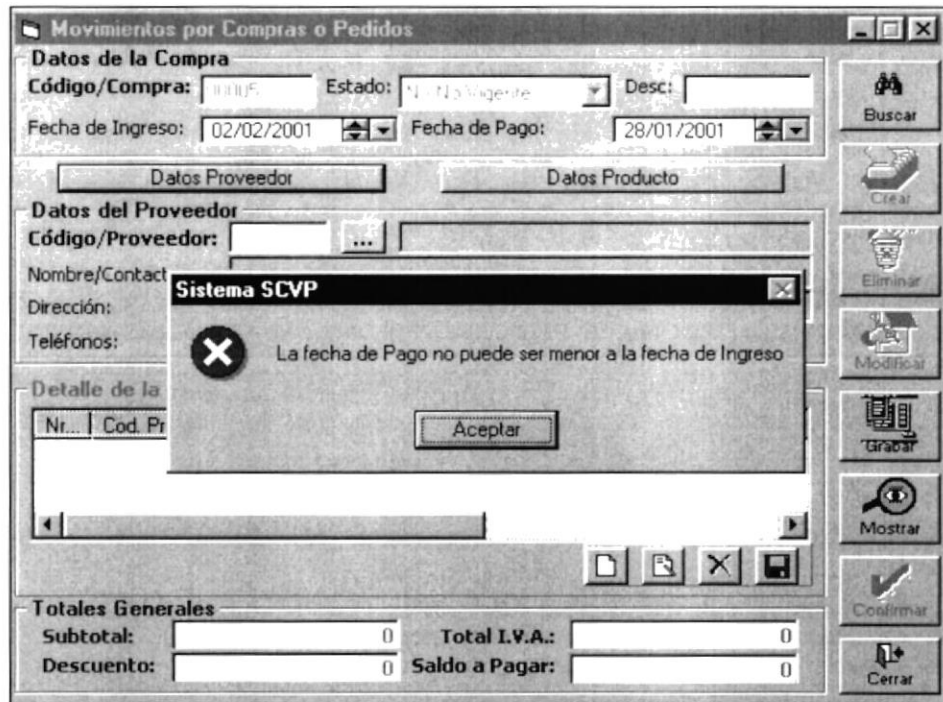 Movimientos por Compras o Pedidos
Datos de la Compra
Código/Compra: Estado: N - No Vigente Desc:
Fecha de Ingreso: 02/02/2001 Fecha de Pago: 28/01/2001
Datos Proveedor Datos Producto
Datos del Proveedor
Código/Proveedor: ...
Nombre/Contact
Dirección:
Teléfonos:
Sistema SCVP
La fecha de Pago no puede ser menor a la fecha de Ingreso
Aceptar
Detalle de la
Nr... Cod. Pr
Totales Generales
Subtotal: 0 Total I.V.A.: 0
Descuento: 0 Saldo a Pagar: 0
Buscar
Crear
Eliminar
Modificar
Grabar
Mostrar
Confirmar
Cerrar